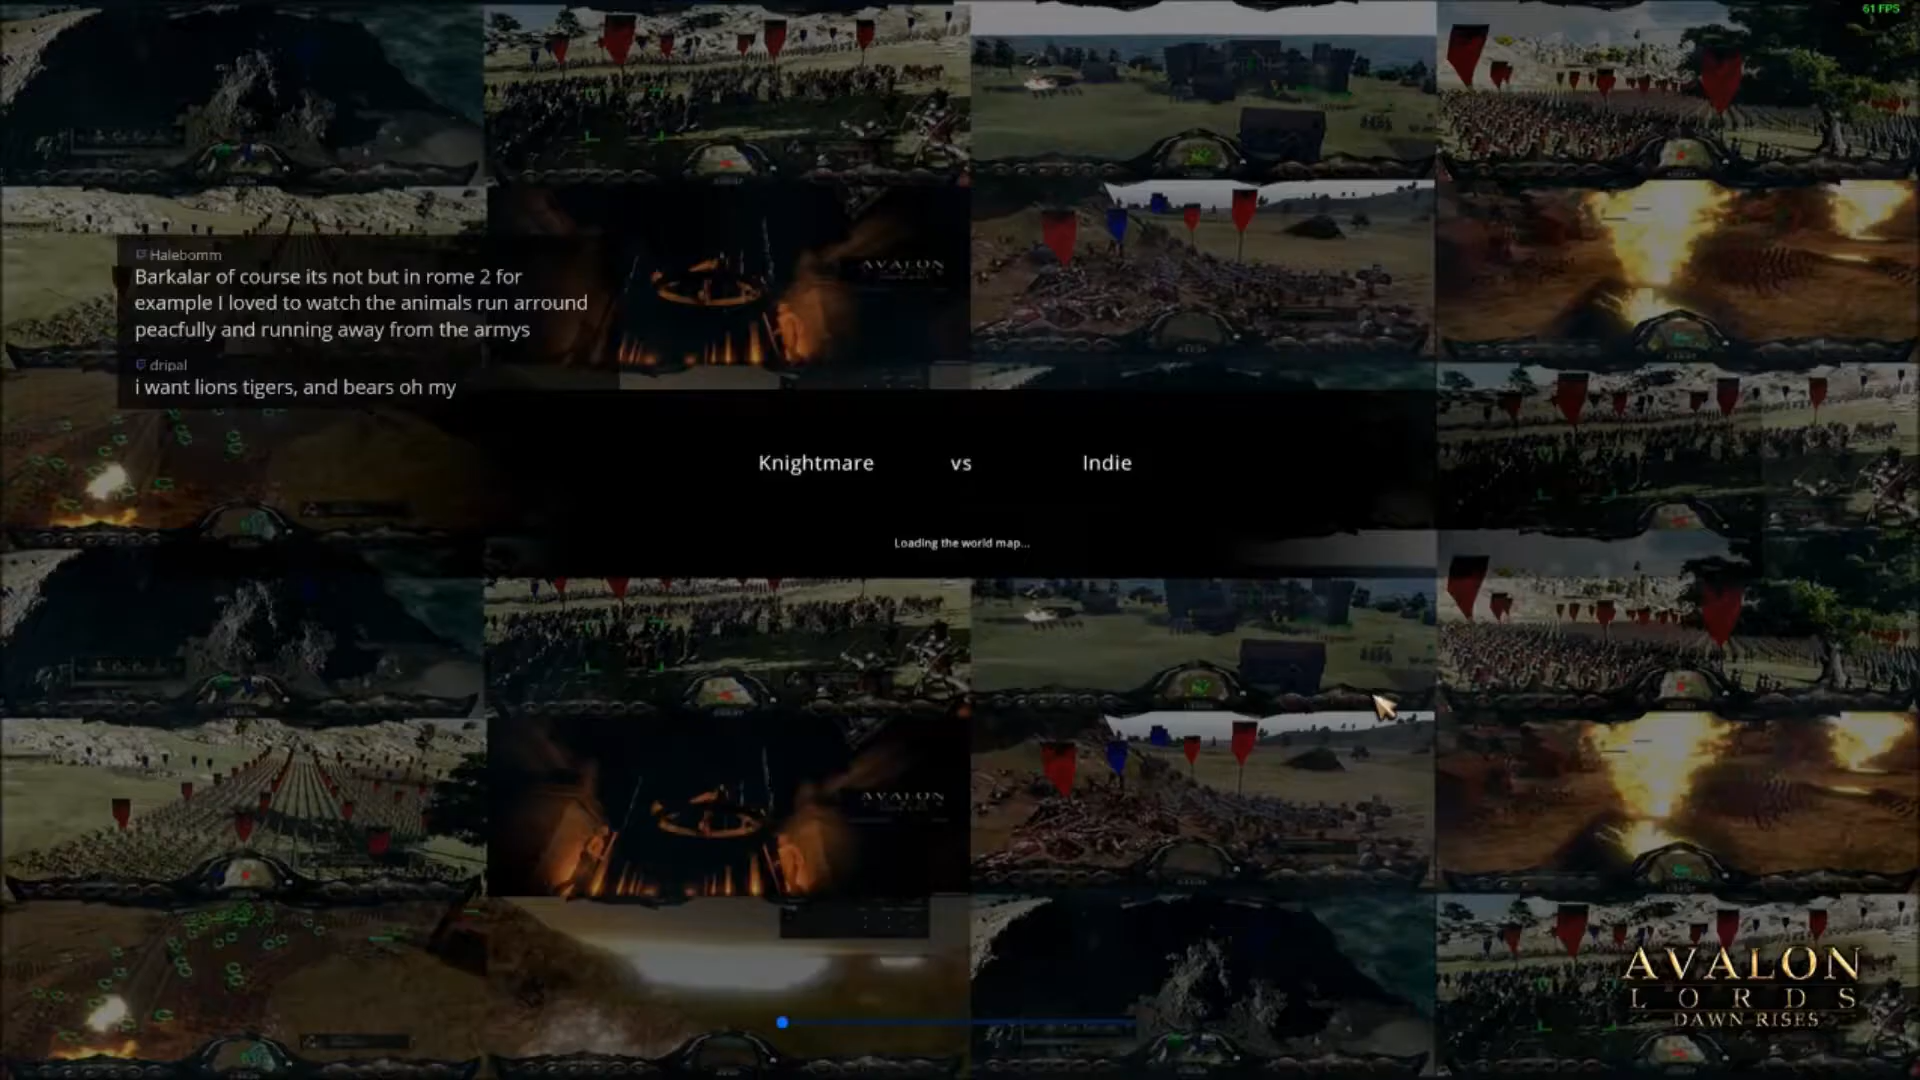 61 FPS
Halebomm
Barkalar of course its not but in rome 2 for
example I loved to watch the animals run arround
peacfully and running away from the armys
dripal
i want lions tigers, and bears oh my
AVALON
Knightmare vs Indie
Loading the world map...
AVALON
AVALON
LORDS
DAWN RISES